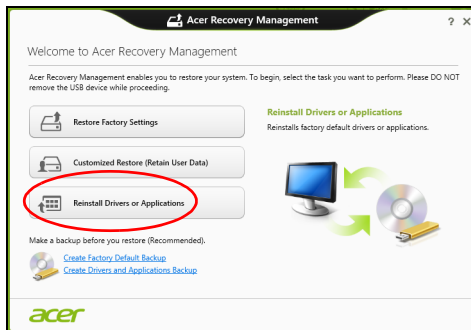 Acer Recovery Management
? X
Welcome to Acer Recovery Management
Acer Recovery Management enables you to restore your system. To begin, select the task you want to perform. Please DO NOT
remove the USB device while proceeding.
Restore Factory Settings
Customized Restore (Retain User Data)
Reinstall Drivers or Applications
Reinstall Drivers or Applications
Reinstalls factory default drivers or applications.
Make a backup before you restore (Recommended).
Create Factory Default Backup
Create Drivers and Applications Backup
acer